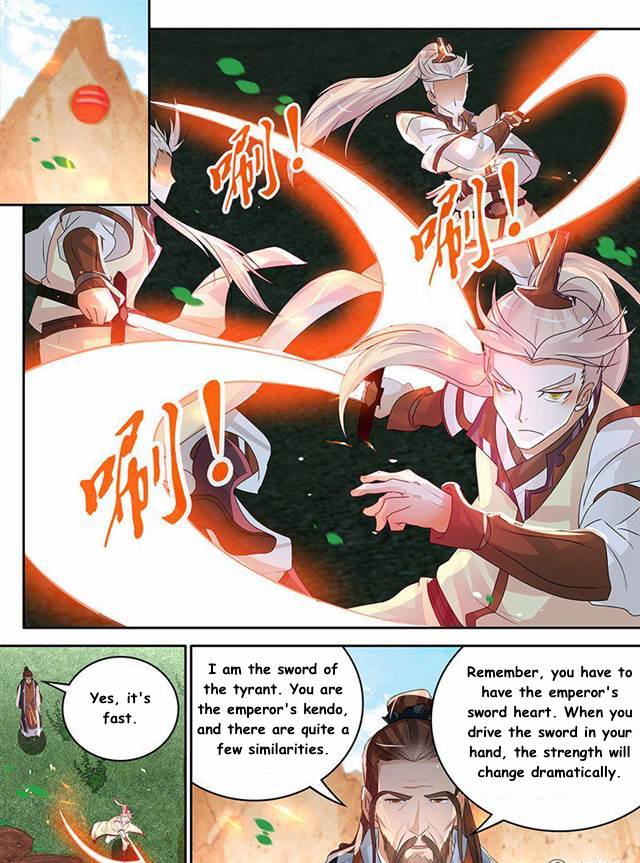 唰！
唰！
唰！
Yes, it's
fast.
I am the sword of
the tyrant. You are
the emperor's kendo,
and there are quite a
few similarities.
Remember, you have to
have the emperor's
sword heart. When you
drive the sword in your
hand, the strength will
change dramatically.